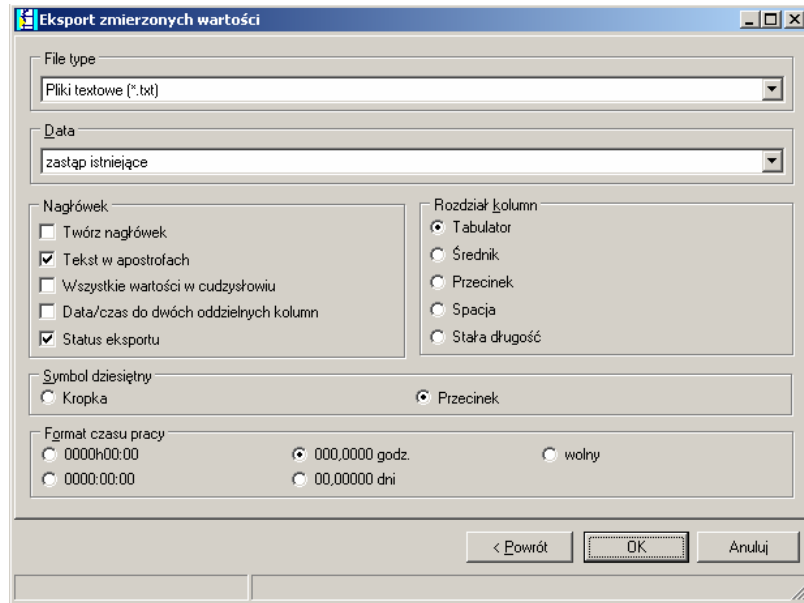 Eksport zmierzonych wartości
File type
Pliki textowe (*.txt)
Data
zastąp istniejące
Nagłówek
Twórz nagłówek
Tekst w apostrofach
Wszystkie wartości w cudzysłowiu
Data/czas do dwóch oddzielnych kolumn
Status eksportu
Rozdział kolumn
Tabulator
Średnik
Przecinek
Spacja
Stała długość
Symbol dziesiętny
Kropka Przecinek
Format czasu pracy
0000h00:00 000,0000 godz. wolny
0000:00:00 00,00000 dni
< Powrót OK Anuluj